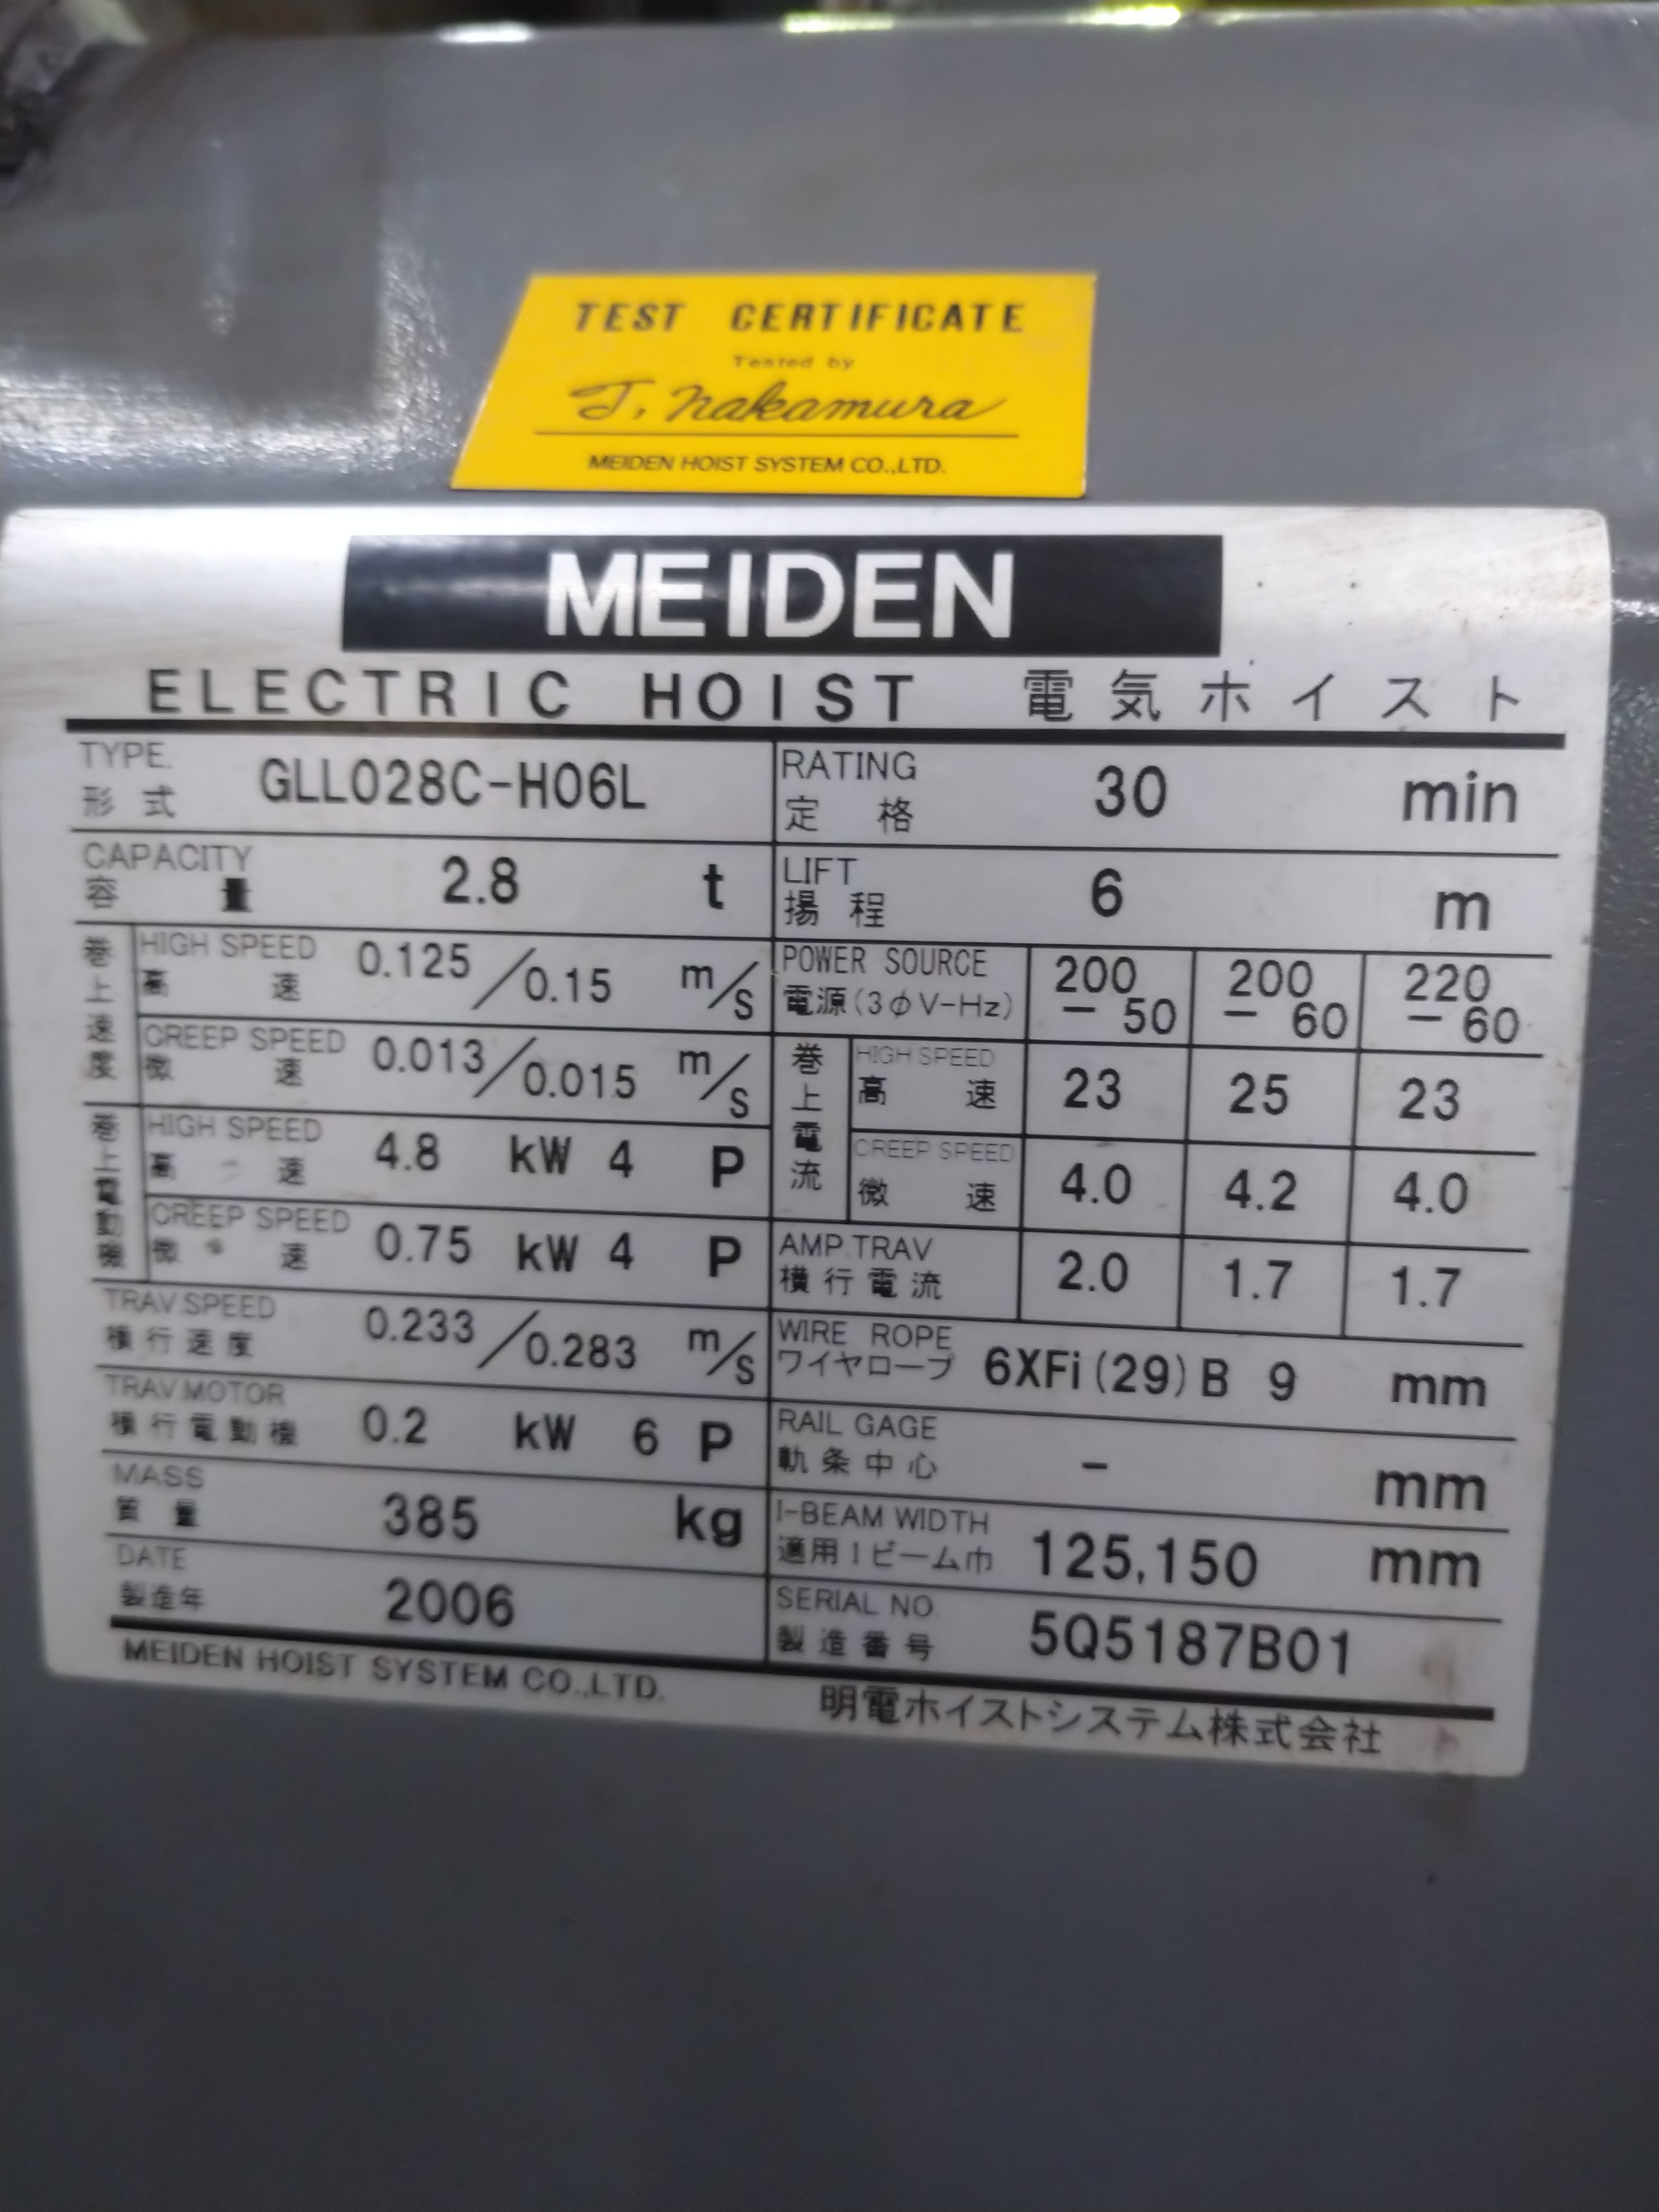 TEST CERTIFICATE
Tested by
J. Nakamura
MEIDEN HOIST SYSTEM CO.,LTD.
MEIDEN
ELECTRIC HOIST 電気ホイスト
TYPE. 形式 GLL028C-H06L
RATING 定格 30 min
CAPACITY 容量 2.8 t
LIFT 揚程 6 m
巻上速度
HIGH SPEED 高速 0.125/0.15 m/s
CREEP SPEED 微速 0.013/0.015 m/s
POWER SOURCE 電源(3φV-Hz) 200-50 200-60 220-60
巻上電動機
HIGH SPEED 高速 4.8 kW 4 P
CREEP SPEED 微速 0.75 kW 4 P
巻上電流
HIGH SPEED 高速 23 25 23
CREEP SPEED 微速 4.0 4.2 4.0
AMP.TRAV 横行電流 2.0 1.7 1.7
TRAV.SPEED 横行速度 0.233/0.283 m/s
WIRE ROPE ワイヤロープ 6XFi(29)B 9 mm
TRAV.MOTOR 横行電動機 0.2 kW 6 P
RAIL GAGE 軌条中心 - mm
MASS 質量 385 kg
I-BEAM WIDTH 適用Iビーム巾 125,150 mm
DATE 製造年 2006
SERIAL NO 製造番号 5Q5187B01
MEIDEN HOIST SYSTEM CO.,LTD. 明電ホイストシステム株式会社